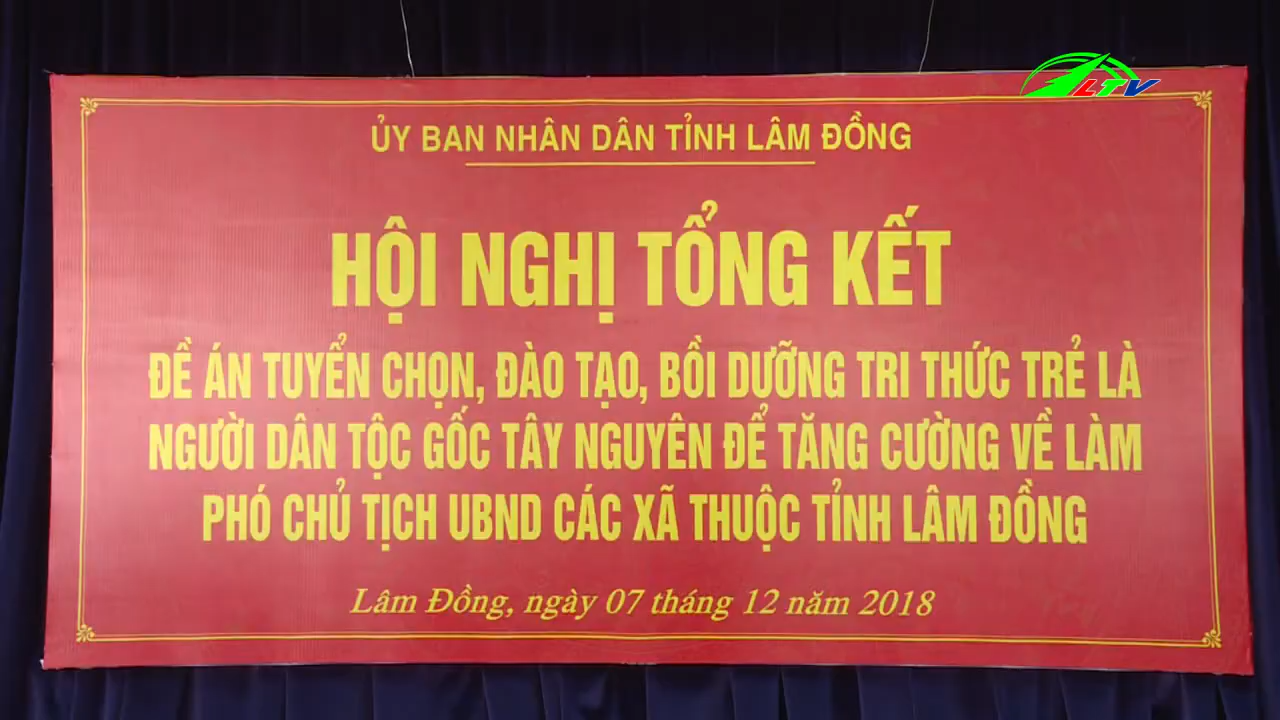 LTV
ỦY BAN NHÂN DÂN TỈNH LÂM ĐỒNG
HỘI NGHỊ TỔNG KẾT
ĐỀ ÁN TUYỂN CHỌN, ĐÀO TẠO, BỒI DƯỠNG TRI THỨC TRẺ LÀ
NGƯỜI DÂN TỘC GỐC TÂY NGUYÊN ĐỂ TĂNG CƯỜNG VỀ LÀM
PHÓ CHỦ TỊCH UBND CÁC XÃ THUỘC TỈNH LÂM ĐỒNG
Lâm Đồng, ngày 07 tháng 12 năm 2018